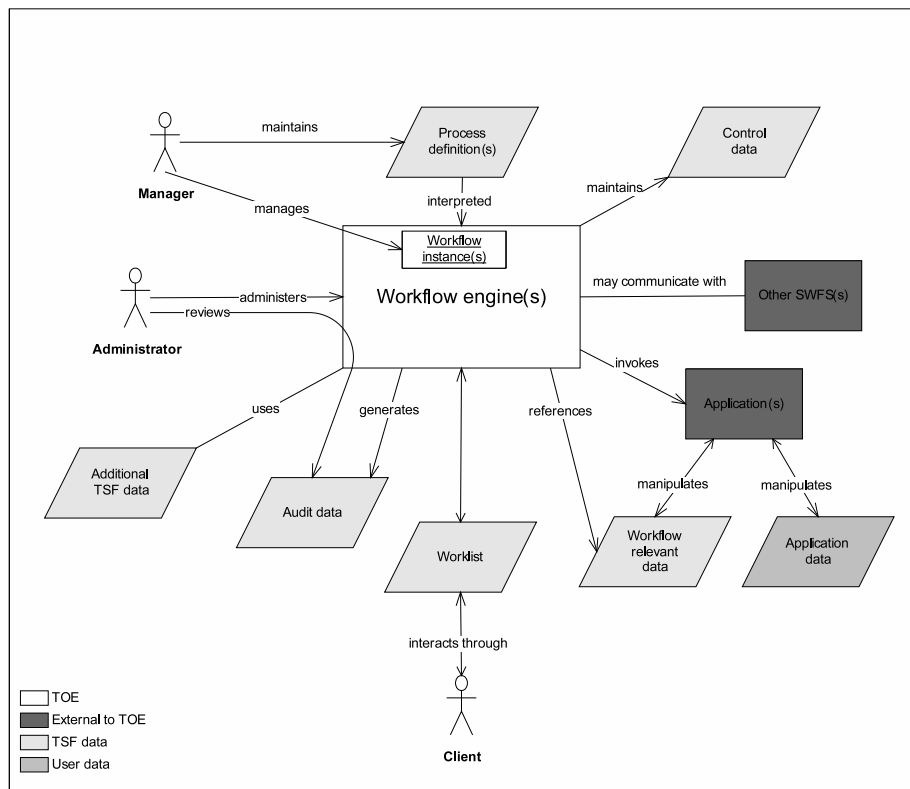 Process
definition(s)
Control
data
maintains
Manager
interpreted
maintains
manages
Workflow
instance(s)
Workflow engine(s)
may communicate with
Other SWFS(s)
administers
reviews
Administrator
invokes
Application(s)
uses
generates
references
Additional
TSF data
Audit data
manipulates
manipulates
Worklist
Workflow
relevant
data
Application
data
interacts through
Client
TOE
External to TOE
TSF data
User data